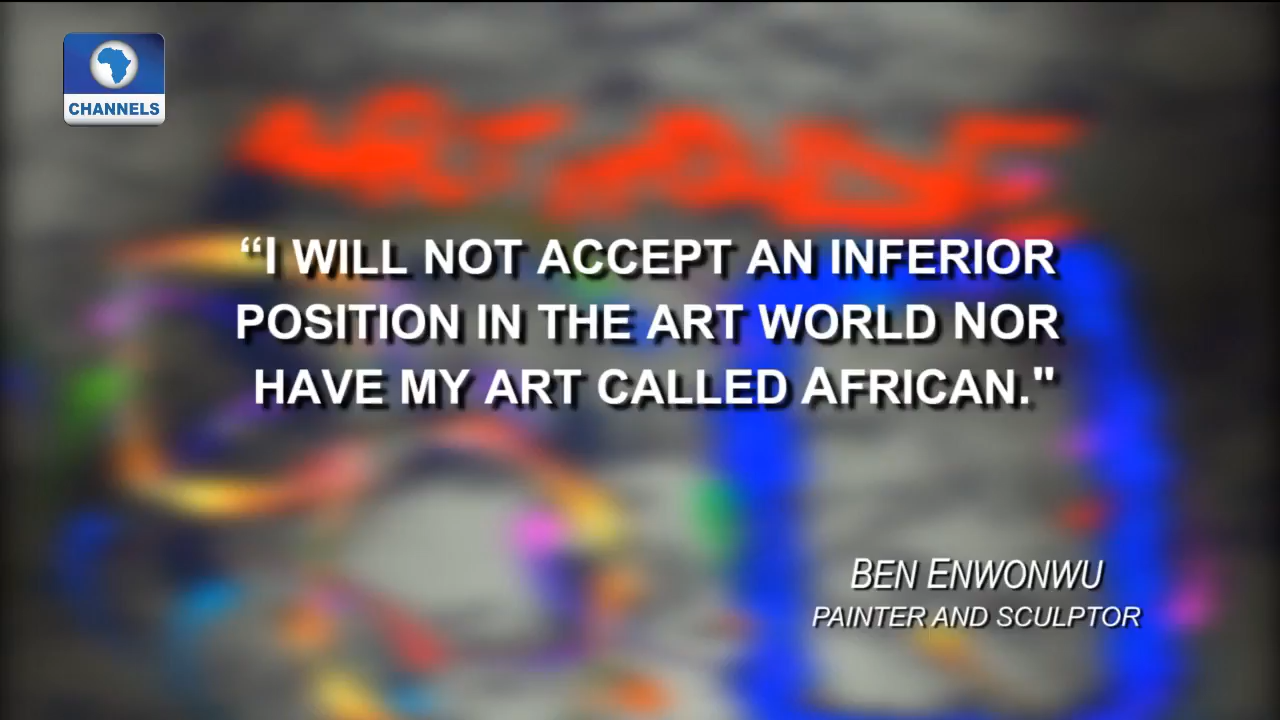 CHANNELS
“I WILL NOT ACCEPT AN INFERIOR
POSITION IN THE ART WORLD NOR
HAVE MY ART CALLED AFRICAN."
BEN ENWONWU
PAINTER AND SCULPTOR